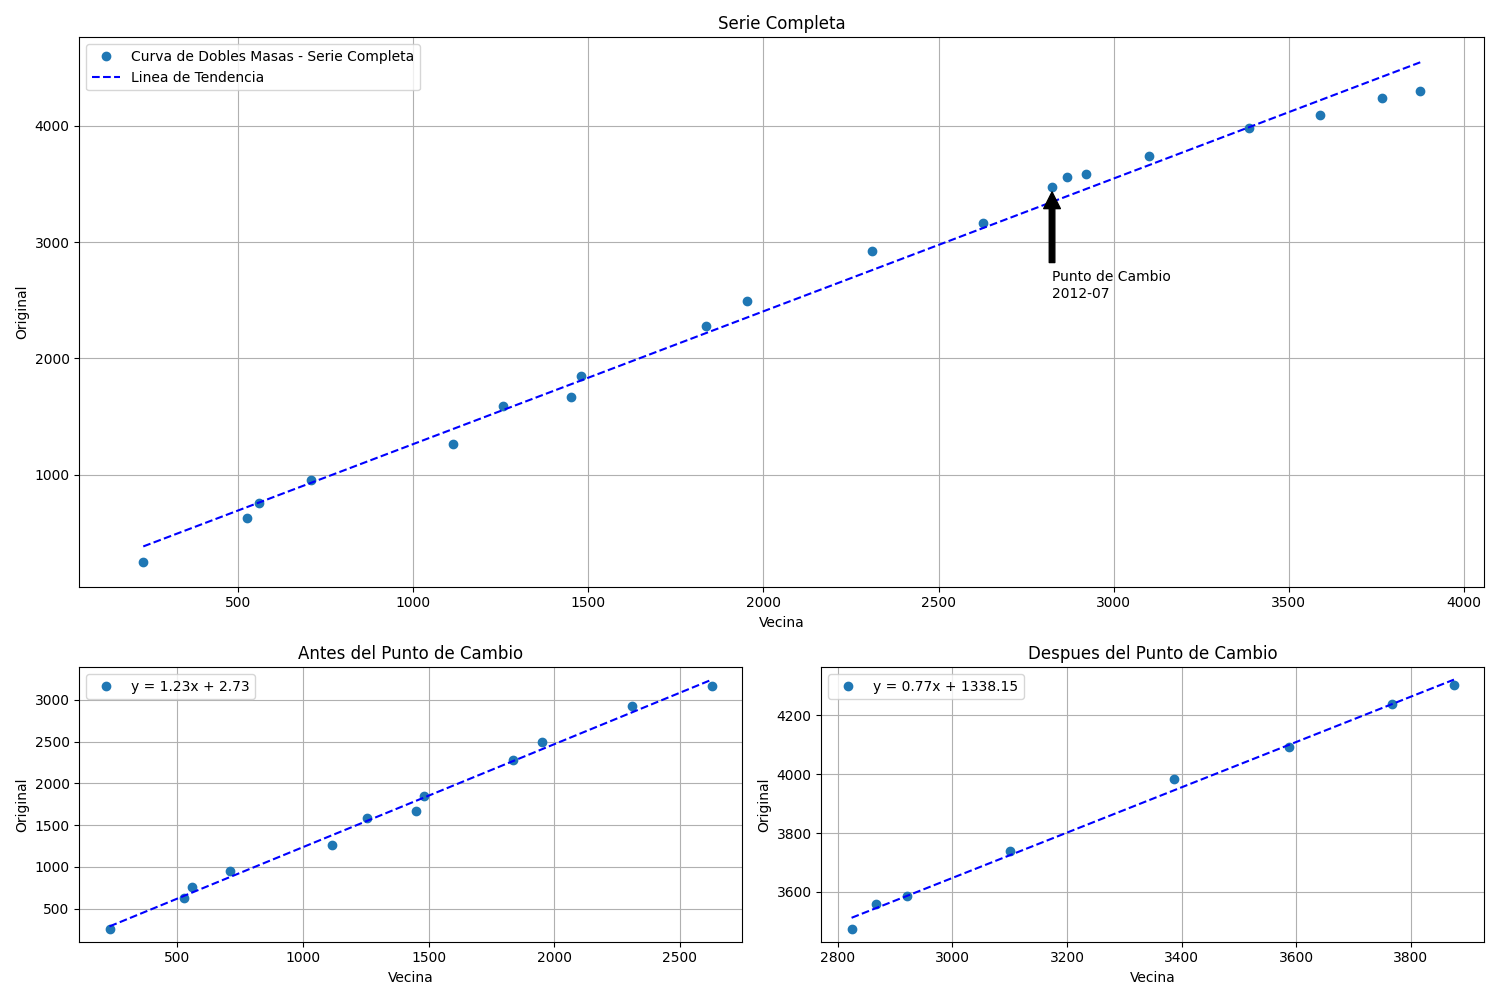 Serie Completa
Curva de Dobles Masas - Serie Completa
Linea de Tendencia
4000
3000
2000
1000
Original
Punto de Cambio
2012-07
500 1000 1500 2000 2500 3000 3500 4000
Vecina
Antes del Punto de Cambio
y = 1.23x + 2.73
3000
2500
2000
1500
1000
500
Original
500 1000 1500 2000 2500
Vecina
Despues del Punto de Cambio
y = 0.77x + 1338.15
4200
4000
3800
3600
Original
2800 3000 3200 3400 3600 3800
Vecina